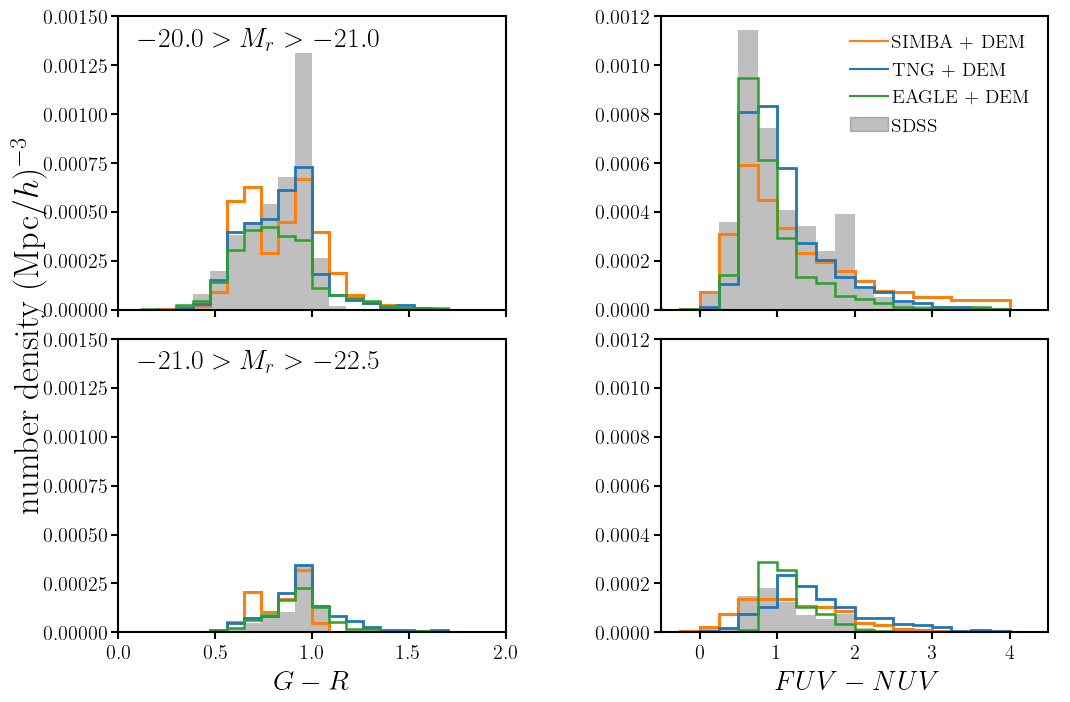 number density (Mpc/h)^{-3}
0.00150
0.00125
0.00100
0.00075
0.00050
0.00025
0.00000
−20.0 > M_r > −21.0
0.0012
0.0010
0.0008
0.0006
0.0004
0.0002
0.0000
SIMBA + DEM
TNG + DEM
EAGLE + DEM
SDSS
0.00150
0.00125
0.00100
0.00075
0.00050
0.00025
0.00000
−21.0 > M_r > −22.5
0.0 0.5 1.0 1.5 2.0
G − R
0.0012
0.0010
0.0008
0.0006
0.0004
0.0002
0.0000
0 1 2 3 4
FUV − NUV